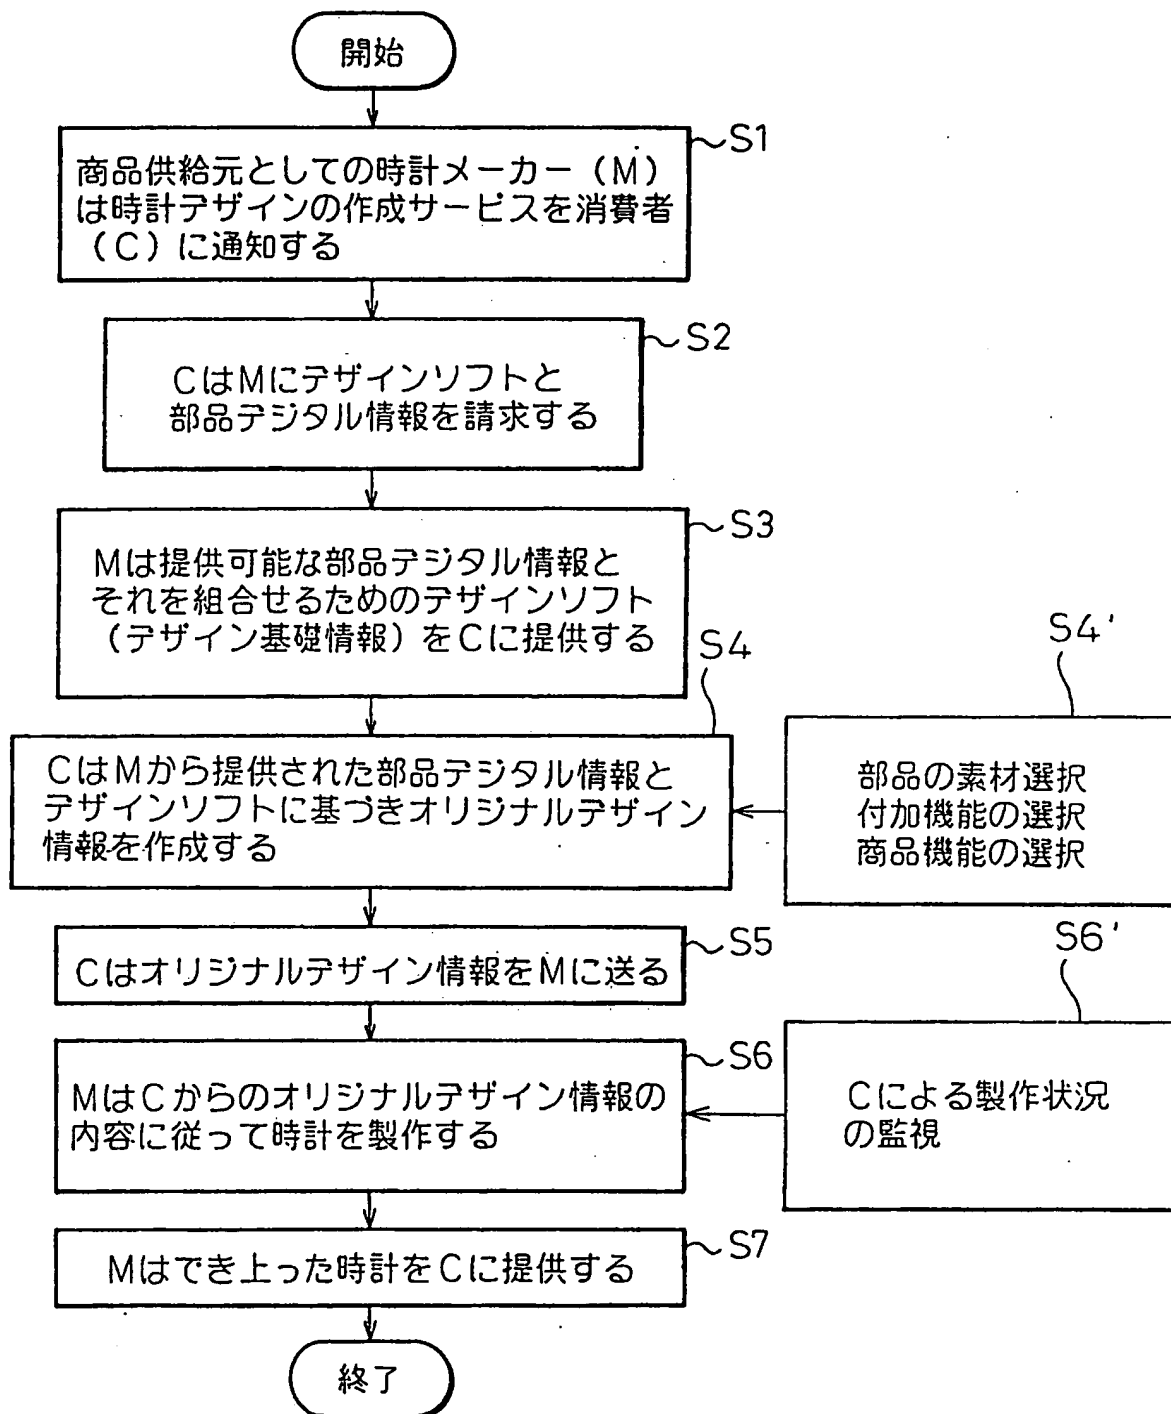 開始
S1
商品供給元としての時計メーカー（M）
は時計デザインの作成サービスを消費者
（C）に通知する
S2
CはMにデザインソフトと
部品デジタル情報を請求する
S3
Mは提供可能な部品デジタル情報と
それを組合せるためのデザインソフト
（デザイン基礎情報）をCに提供する
S4
CはMから提供された部品デジタル情報と
デザインソフトに基づきオリジナルデザイン
情報を作成する
S4'
部品の素材選択
付加機能の選択
商品機能の選択
S5
CはオリジナルデザインI情報をMに送る
S6
MはCからのオリジナルデザイン情報の
内容に従って時計を製作する
S6'
Cによる製作状況
の監視
S7
Mはでき上った時計をCに提供する
終了